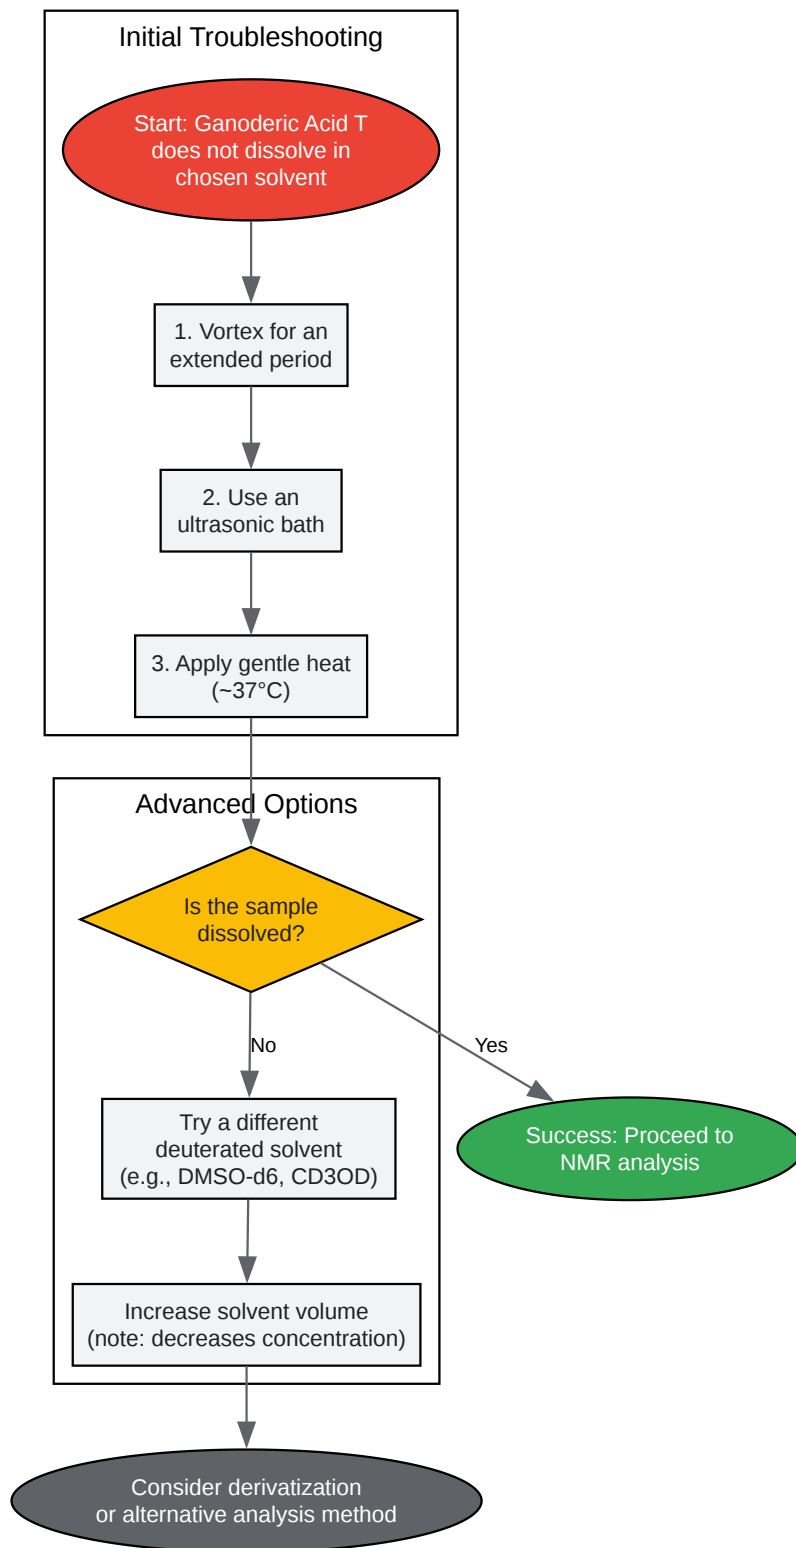 Initial Troubleshooting
Start: Ganoderic Acid T
does not dissolve in
chosen solvent
1. Vortex for an
extended period
2. Use an
ultrasonic bath
3. Apply gentle heat
(~37°C)
Advanced Options
Is the sample
dissolved?
No
Yes
Try a different
deuterated solvent
(e.g., DMSO-d6, CD3OD)
Success: Proceed to
NMR analysis
Increase solvent volume
(note: decreases concentration)
Consider derivatization
or alternative analysis method